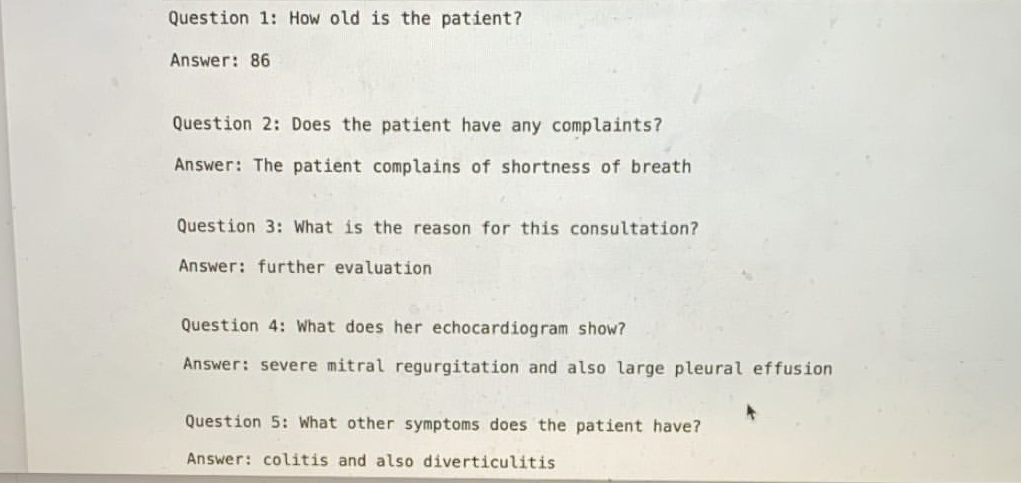 Question 1: How old is the patient?
Answer: 86
Question 2: Does the patient have any complaints?
Answer: The patient complains of shortness of breath
Question 3: What is the reason for this consultation?
Answer: further evaluation
Question 4: What does her echocardiogram show?
Answer: severe mitral regurgitation and also large pleural effusion
Question 5: What other symptoms does the patient have?
Answer: colitis and also diverticulitis